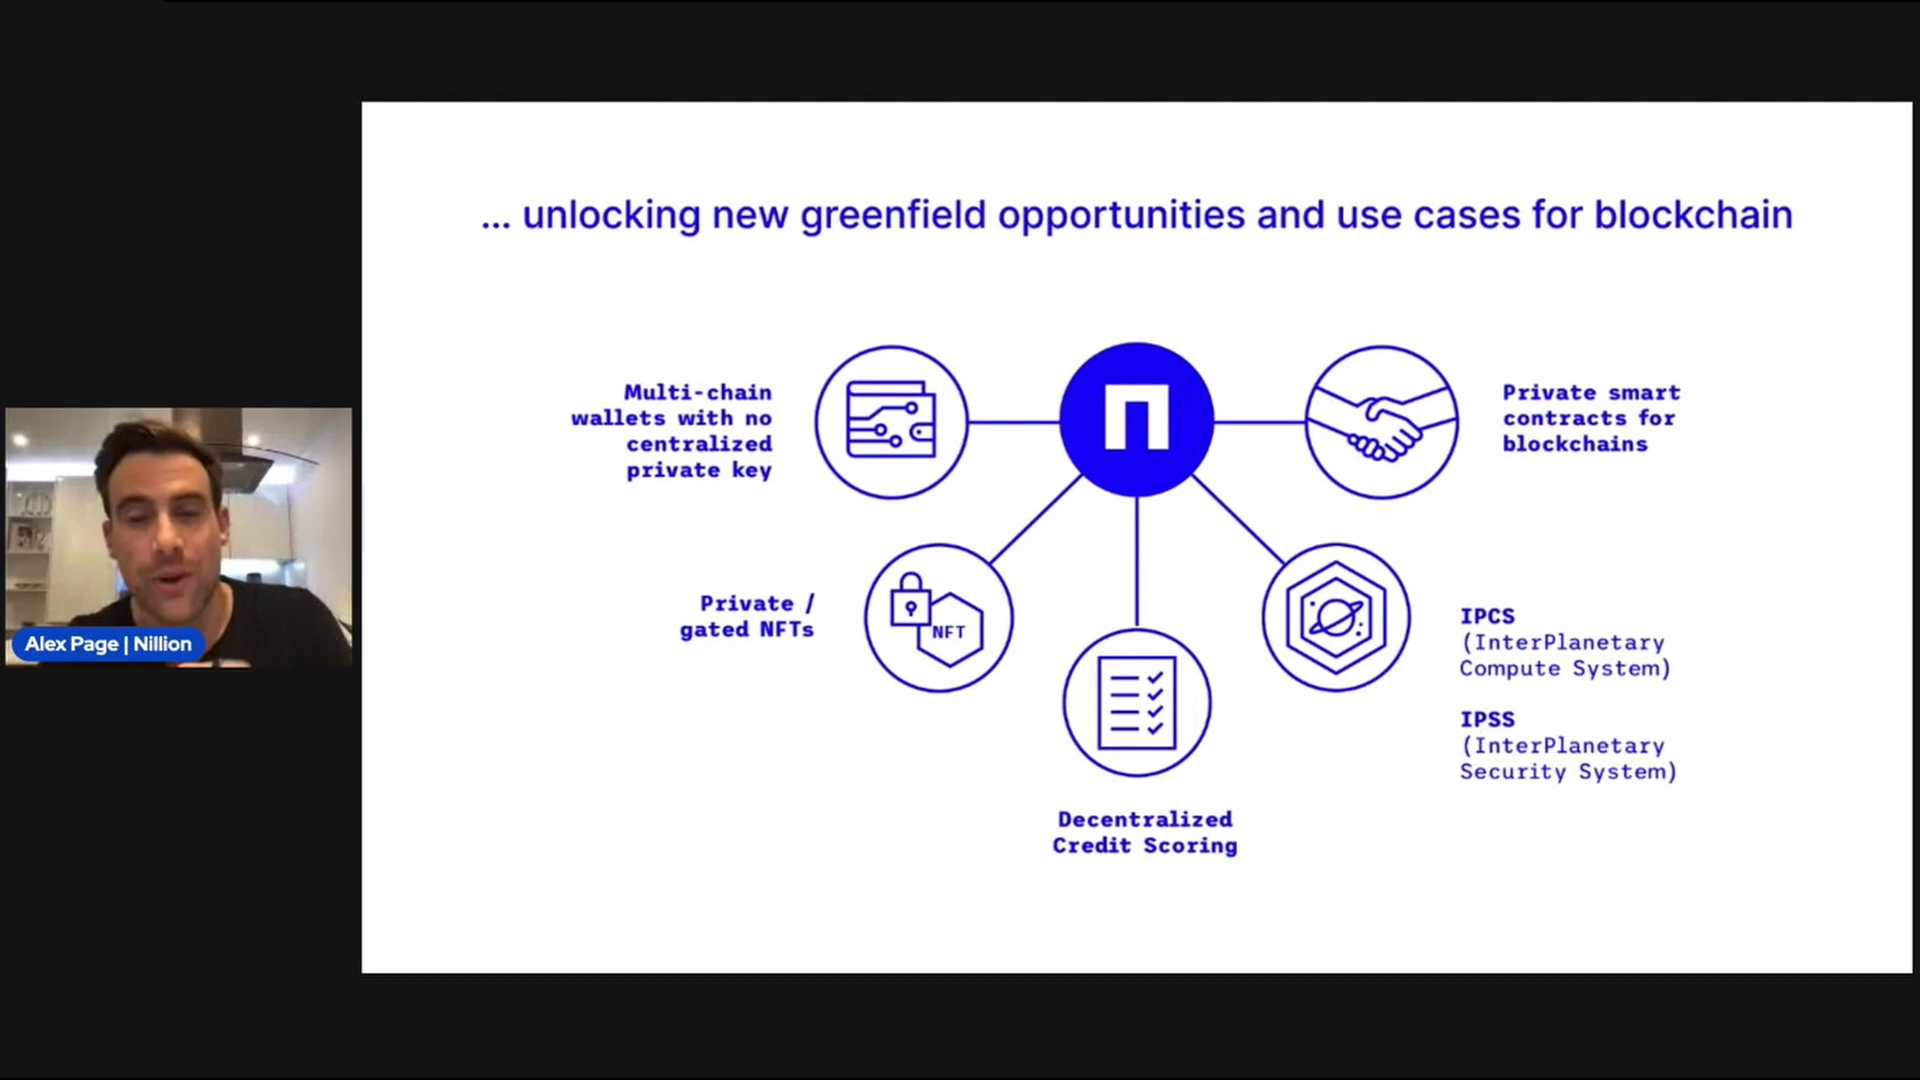 ... unlocking new greenfield opportunities and use cases for blockchain
Multi-chain
wallets with no
centralized
private key
Private smart
contracts for
blockchains
Private /
gated NFTs
NFT
IPCS
(InterPlanetary
Compute System)
IPSS
(InterPlanetary
Security System)
Decentralized
Credit Scoring
Alex Page | Nillion